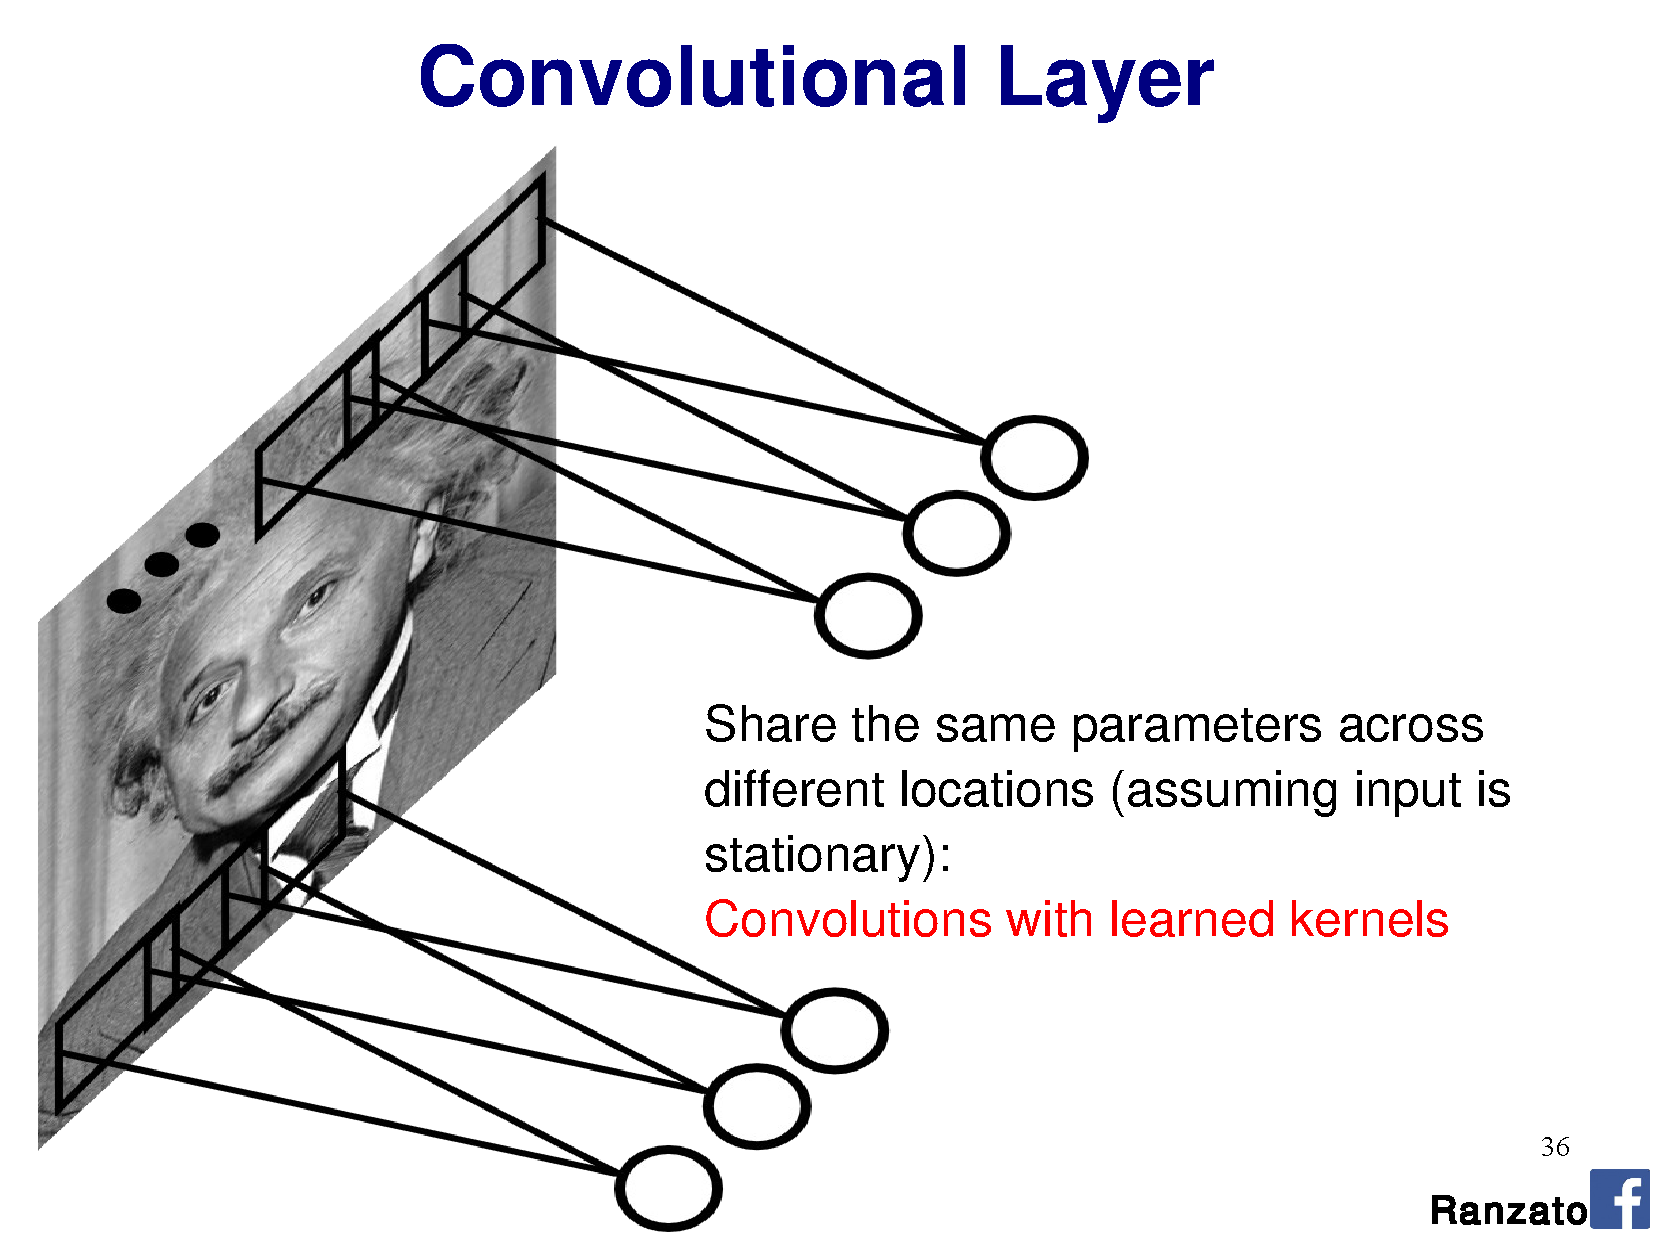 Convolutional Layer
Share the same parameters across
different locations (assuming input is
stationary):
Convolutions with learned kernels
36
Ranzato